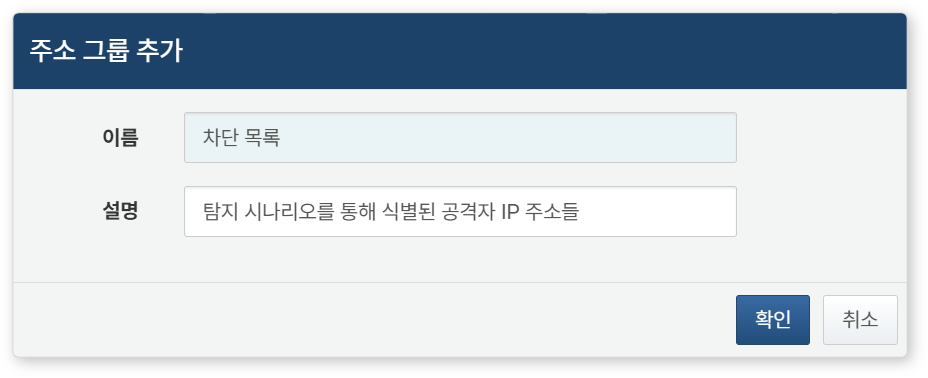 주소 그룹 추가
이름 차단 목록
설명 탐지 시나리오를 통해 식별된 공격자 IP 주소들
확인 취소